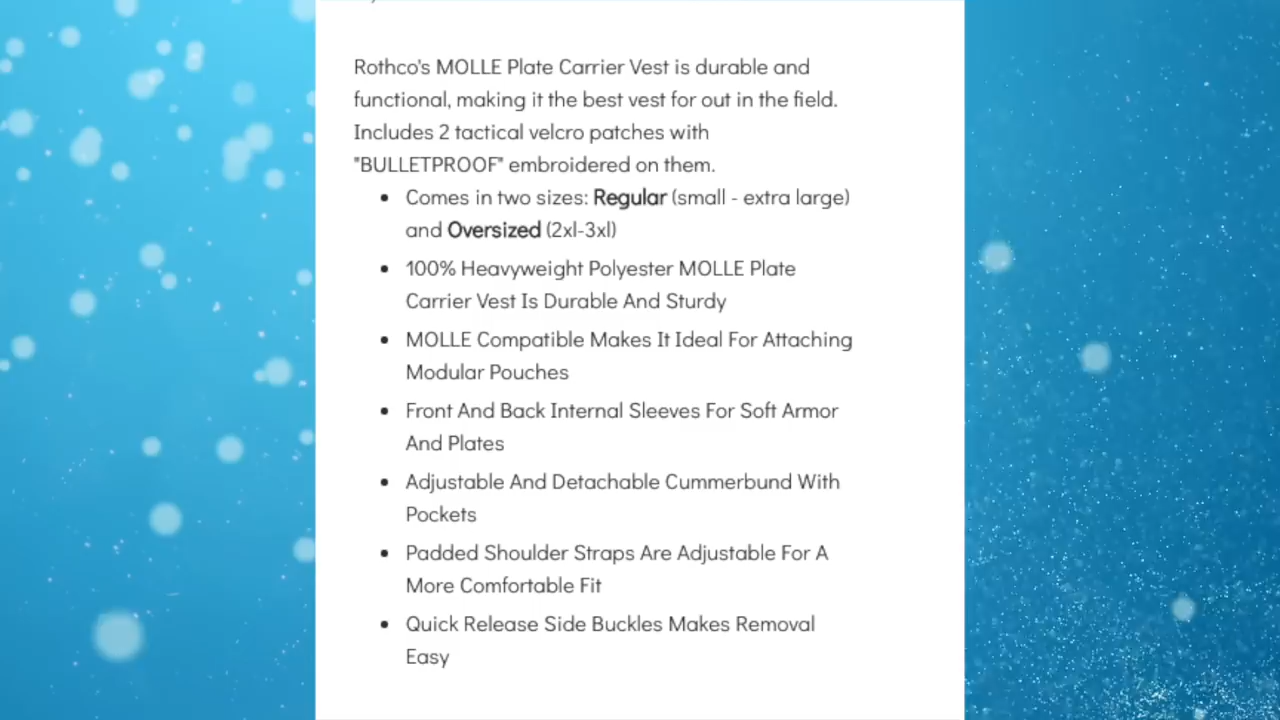 Rothco's MOLLE Plate Carrier Vest is durable and
functional, making it the best vest for out in the field.
Includes 2 tactical velcro patches with
"BULLETPROOF" embroidered on them.
• Comes in two sizes: Regular (small - extra large)
and Oversized (2xl-3xl)
• 100% Heavyweight Polyester MOLLE Plate
Carrier Vest Is Durable And Sturdy
• MOLLE Compatible Makes It Ideal For Attaching
Modular Pouches
• Front And Back Internal Sleeves For Soft Armor
And Plates
• Adjustable And Detachable Cummerbund With
Pockets
• Padded Shoulder Straps Are Adjustable For A
More Comfortable Fit
• Quick Release Side Buckles Makes Removal
Easy